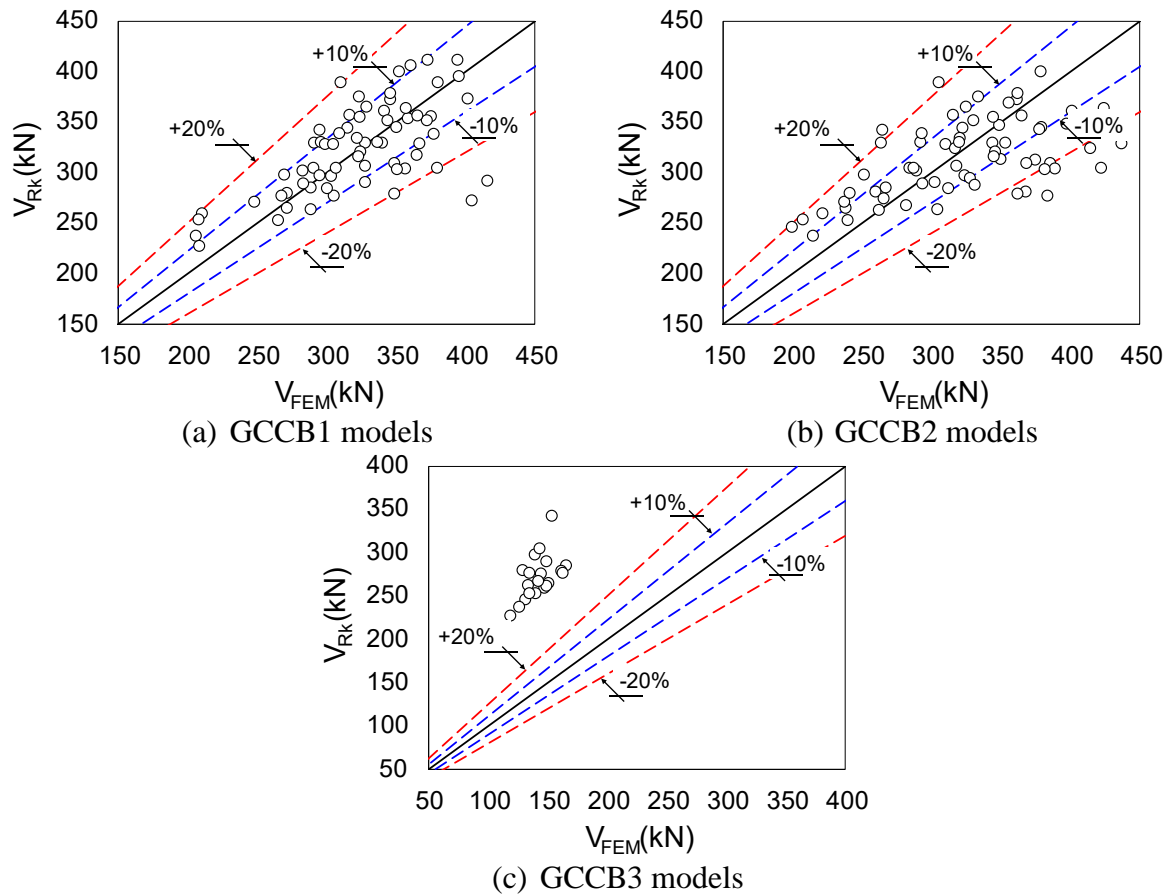 450
400
350
300
250
200
150
V_Rk(kN)
+10%
+20%
-10%
-20%
150 200 250 300 350 400 450
V_FEM(kN)
(a) GCCB1 models
450
400
350
300
250
200
150
V_Rk(kN)
+10%
+20%
-10%
-20%
150 200 250 300 350 400 450
V_FEM(kN)
(b) GCCB2 models
400
350
300
250
200
150
100
50
V_Rk(kN)
+10%
-10%
+20%
-20%
50 100 150 200 250 300 350 400
V_FEM(kN)
(c) GCCB3 models